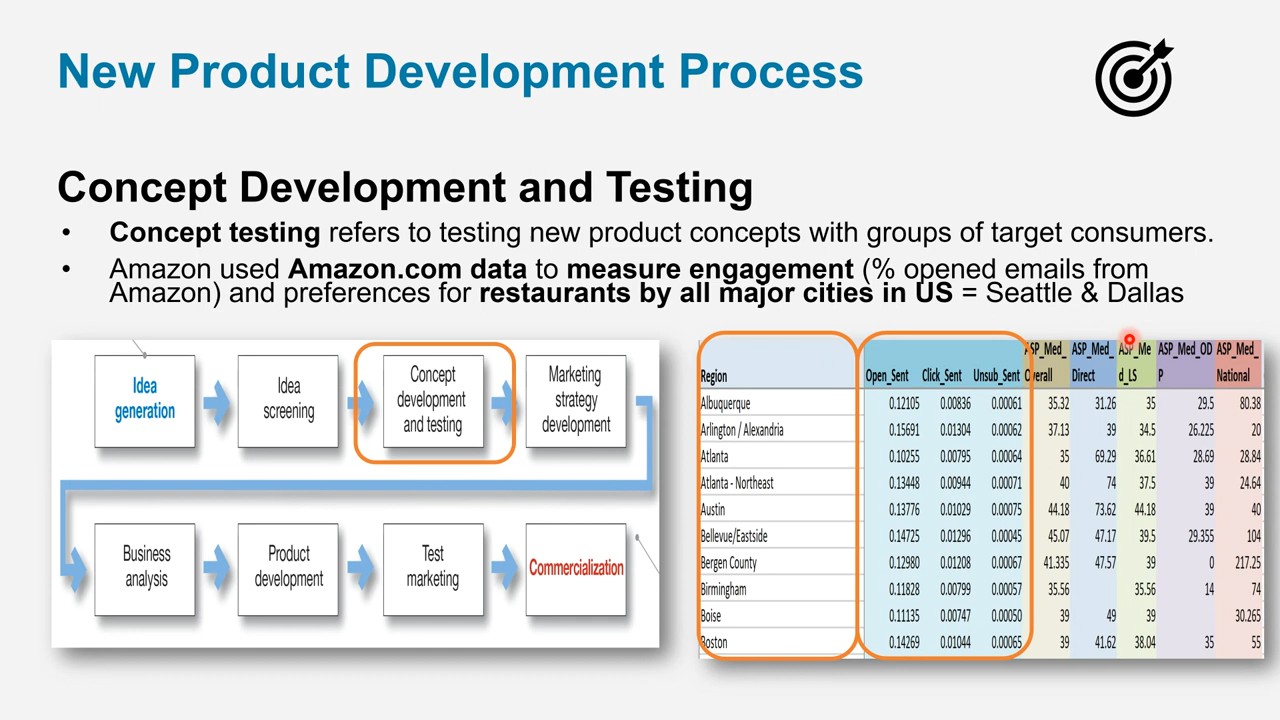 New Product Development Process
Concept Development and Testing
• Concept testing refers to testing new product concepts with groups of target consumers.
• Amazon used Amazon.com data to measure engagement (% opened emails from
Amazon) and preferences for restaurants by all major cities in US = Seattle & Dallas
Idea
generation
Idea
screening
Concept
development
and testing
Marketing
strategy
development
Business
analysis
Product
development
Test
marketing
Commercialization
ASP_Med_ ASP_Med_ ASP_Me ASP_Med_OD ASP_Med_
Region Open_Sent Click_Sent Unsub_Sent Overall Direct d_LS P National
Albuquerque 0.12105 0.00836 0.00061 35.32 31.26 35 29.5 80.38
Arlington / Alexandria 0.15691 0.01304 0.00062 37.13 39 34.5 26.225 20
Atlanta 0.10255 0.00795 0.00064 35 69.29 36.61 28.69 28.84
Atlanta - Northeast 0.13448 0.00944 0.00071 40 74 37.5 39 24.64
Austin 0.13776 0.01029 0.00075 44.18 73.62 44.18 39 40
Bellevue/Eastside 0.14725 0.01296 0.00045 45.07 47.17 39.5 29.355 104
Bergen County 0.12980 0.01208 0.00067 41.335 47.57 39 0 217.25
Birmingham 0.11828 0.00799 0.00057 35.56 35.56 14 74
Boise 0.11135 0.00747 0.00050 39 49 39 30.265
Boston 0.14269 0.01044 0.00065 39 41.62 38.04 35 55